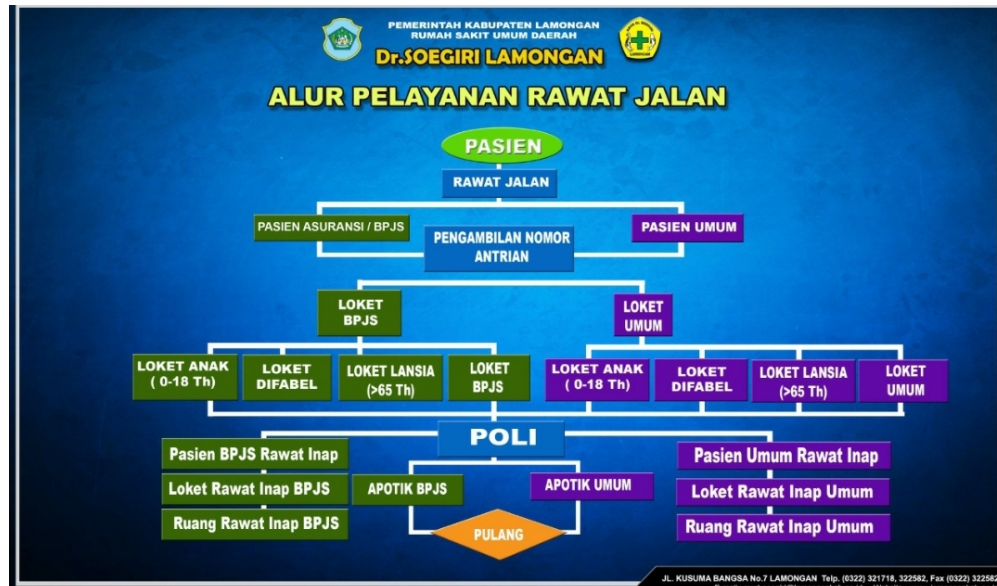 PEMERINTAH KABUPATEN LAMONGAN
RUMAH SAKIT UMUM DAERAH
Dr.SOEGIRI LAMONGAN
ALUR PELAYANAN RAWAT JALAN
PASIEN
RAWAT JALAN
PASIEN ASURANSI / BPJS
PASIEN UMUM
PENGAMBILAN NOMOR
ANTRIAN
LOKET
BPJS
LOKET
UMUM
LOKET ANAK
( 0-18 Th)
LOKET
DIFABEL
LOKET LANSIA
(>65 Th)
LOKET
BPJS
LOKET ANAK
( 0-18 Th)
LOKET
DIFABEL
LOKET LANSIA
(>65 Th)
LOKET
UMUM
POLI
Pasien BPJS Rawat Inap
Loket Rawat Inap BPJS
Ruang Rawat Inap BPJS
APOTIK BPJS
APOTIK UMUM
PULANG
Pasien Umum Rawat Inap
Loket Rawat Inap Umum
Ruang Rawat Inap Umum
JL. KUSUMA BANGSA No.7 LAMONGAN Telp. (0322) 321718, 322582, Fax (0322)